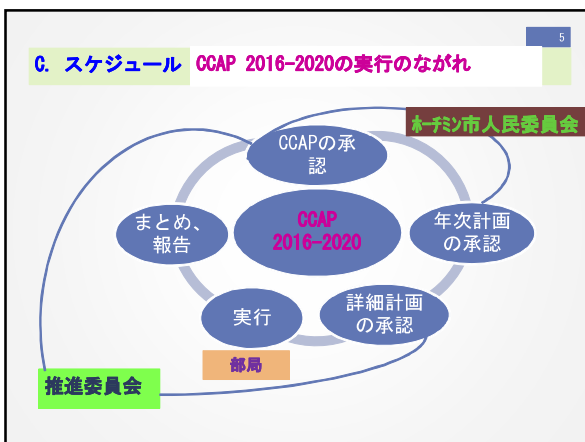 5
C. スケジュール CCAP 2016-2020の実行のながれ
ホーチミン市人民委員会
CCAPの承
認
CCAP
2016-2020
まとめ、
報告
年次計画
の承認
詳細計画
の承認
実行
部局
推進委員会